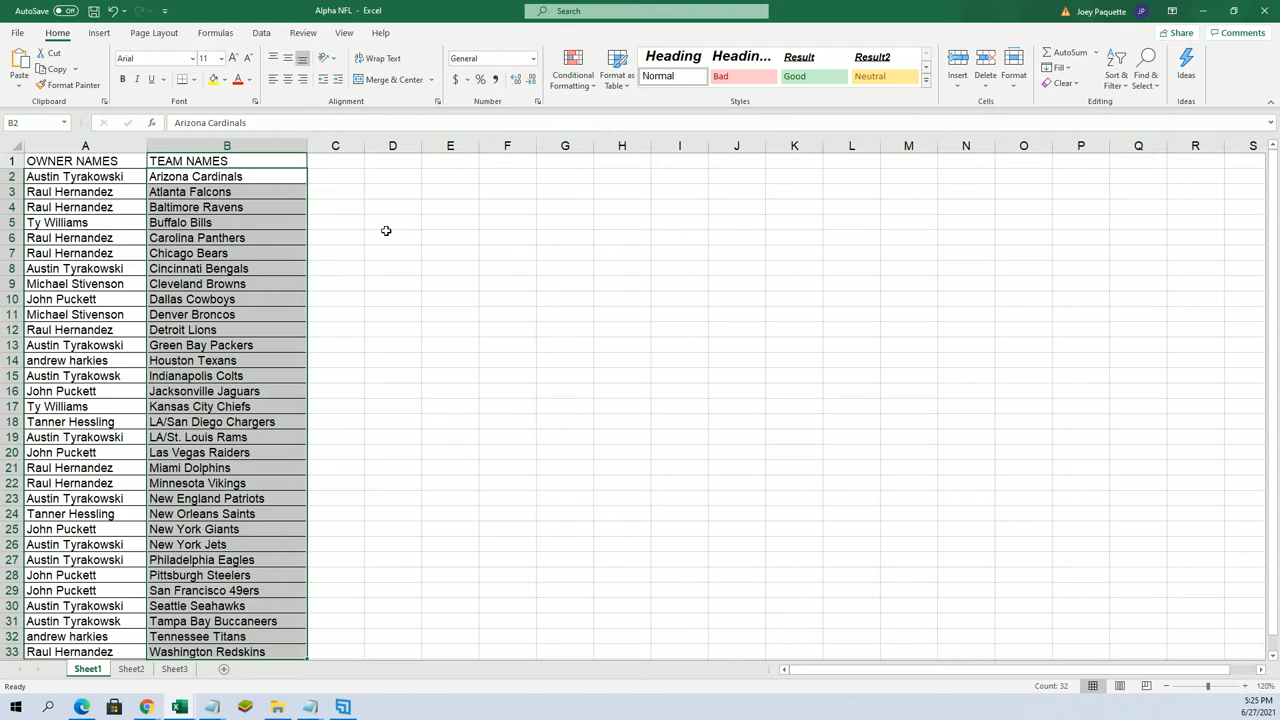 AutoSave Off Alpha NFL - Excel Search Joey Paquette JP
File Home Insert Page Layout Formulas Data Review View Help Share Comments
Paste Cut Copy Format Painter Clipboard
Arial 11 A A B I U A Font
ab Wrap Text Merge & Center Alignment
General $ % , Number
Conditional Formatting Format as Table
Heading Headin... Result Result2
Normal Bad Good Neutral
Styles
Insert Delete Format Cells
AutoSum Fill Clear Sort & Filter Find & Select Editing
Ideas Ideas
B2 fx Arizona Cardinals
A B C D E F G H I J K L M N O P Q R S
1 OWNER NAMES TEAM NAMES
2 Austin Tyrakowski Arizona Cardinals
3 Raul Hernandez Atlanta Falcons
4 Raul Hernandez Baltimore Ravens
5 Ty Williams Buffalo Bills
6 Raul Hernandez Carolina Panthers
7 Raul Hernandez Chicago Bears
8 Austin Tyrakowski Cincinnati Bengals
9 Michael Stivenson Cleveland Browns
10 John Puckett Dallas Cowboys
11 Michael Stivenson Denver Broncos
12 Raul Hernandez Detroit Lions
13 Austin Tyrakowski Green Bay Packers
14 andrew harkies Houston Texans
15 Austin Tyrakowsk Indianapolis Colts
16 John Puckett Jacksonville Jaguars
17 Ty Williams Kansas City Chiefs
18 Tanner Hessling LA/San Diego Chargers
19 Austin Tyrakowski LA/St. Louis Rams
20 John Puckett Las Vegas Raiders
21 Raul Hernandez Miami Dolphins
22 Raul Hernandez Minnesota Vikings
23 Austin Tyrakowski New England Patriots
24 Tanner Hessling New Orleans Saints
25 John Puckett New York Giants
26 Austin Tyrakowski New York Jets
27 Austin Tyrakowski Philadelphia Eagles
28 John Puckett Pittsburgh Steelers
29 John Puckett San Francisco 49ers
30 Austin Tyrakowski Seattle Seahawks
31 Austin Tyrakowski Tampa Bay Buccaneers
32 andrew harkies Tennessee Titans
33 Raul Hernandez Washington Redskins
Sheet1 Sheet2 Sheet3
Ready Count: 32 120%
5:25 PM
6/27/2021